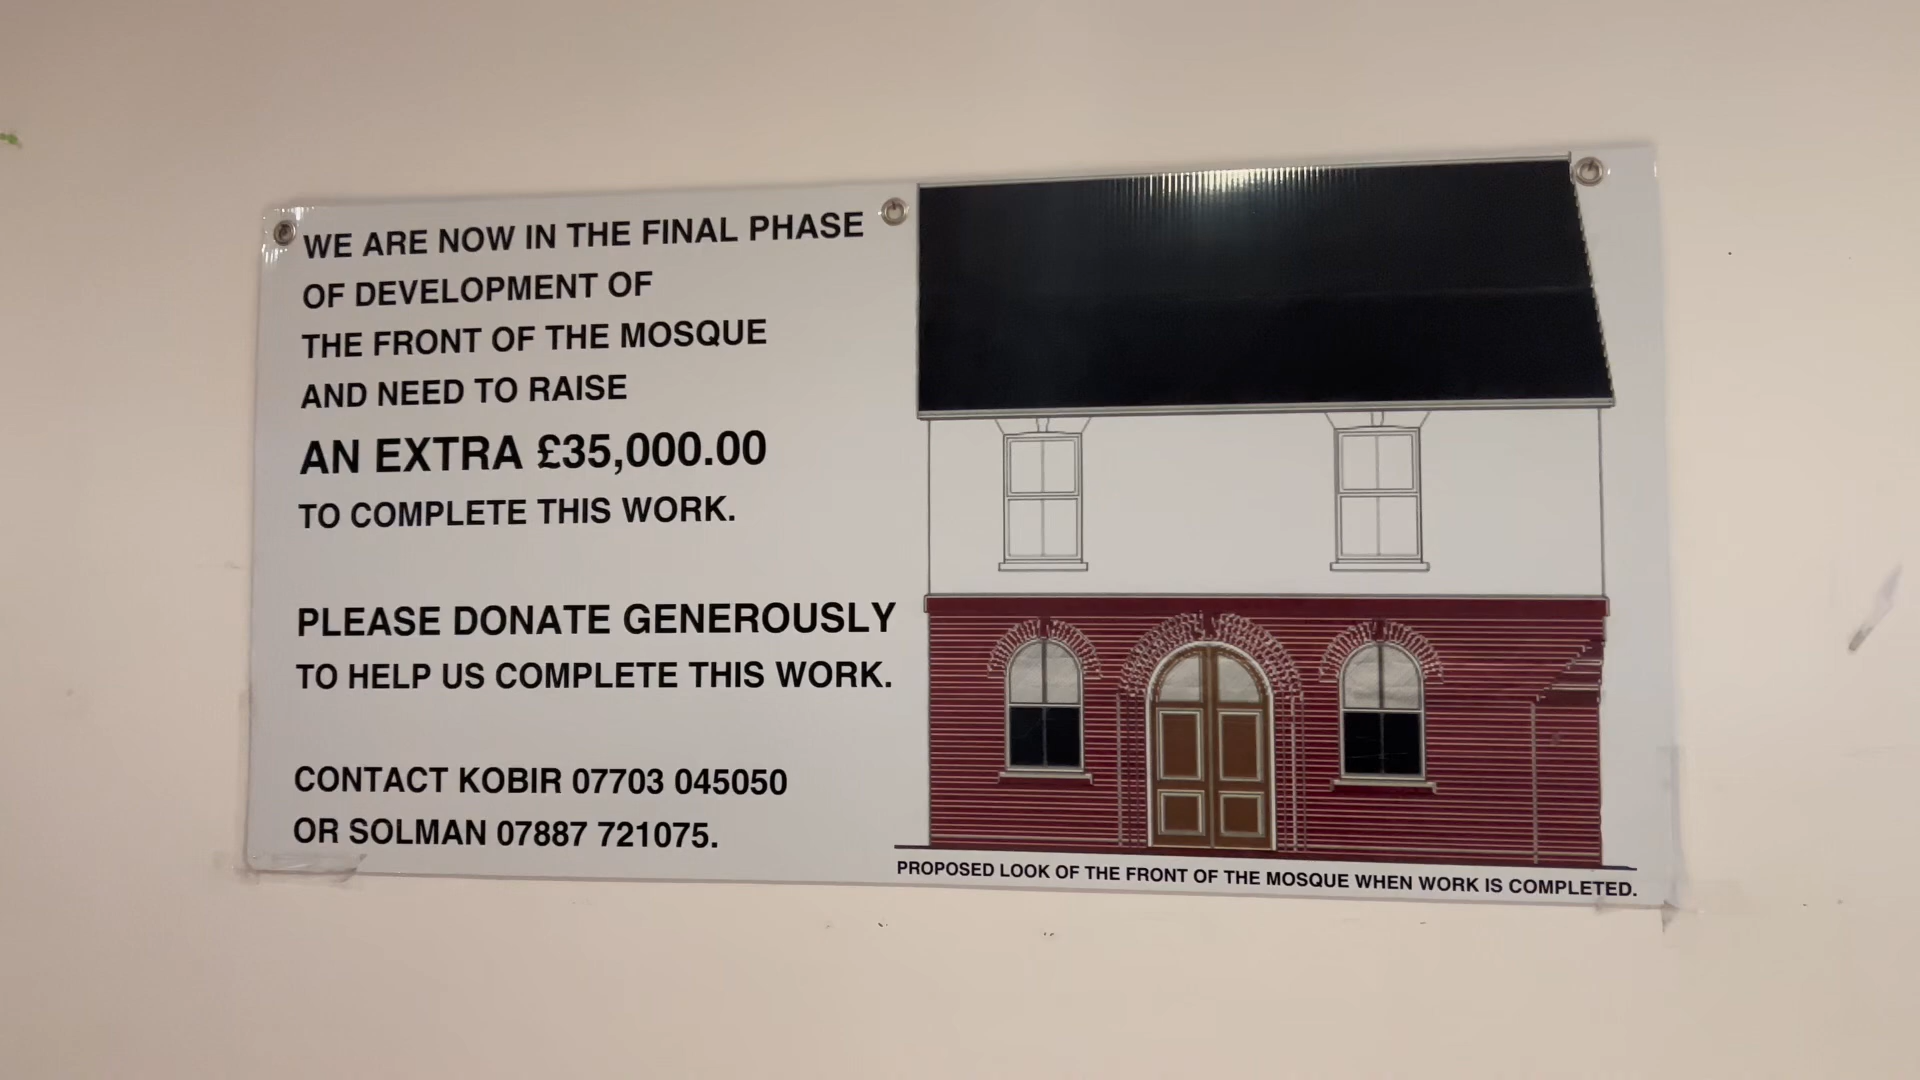 WE ARE NOW IN THE FINAL PHASE
OF DEVELOPMENT OF
THE FRONT OF THE MOSQUE
AND NEED TO RAISE
AN EXTRA £35,000.00
TO COMPLETE THIS WORK.
PLEASE DONATE GENEROUSLY
TO HELP US COMPLETE THIS WORK.
CONTACT KOBIR 07703 045050
OR SOLMAN 07887 721075.
PROPOSED LOOK OF THE FRONT OF THE MOSQUE WHEN WORK IS COMPLETED.